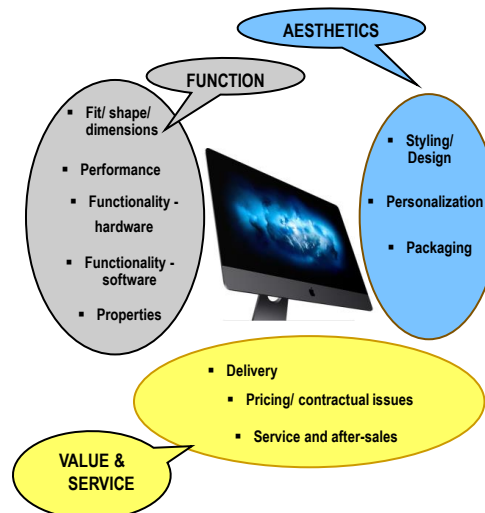 AESTHETICS
FUNCTION
▪ Fit/ shape/
dimensions
▪ Performance
▪ Functionality -
hardware
▪ Functionality -
software
▪ Properties
▪ Styling/
Design
▪ Personalization
▪ Packaging
▪ Delivery
▪ Pricing/ contractual issues
▪ Service and after-sales
VALUE &
SERVICE